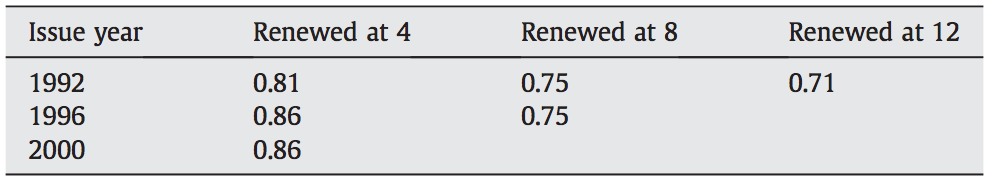 Issue year Renewed at 4 Renewed at 8 Renewed at 12
1992 0.81 0.75 0.71
1996 0.86 0.75
2000 0.86